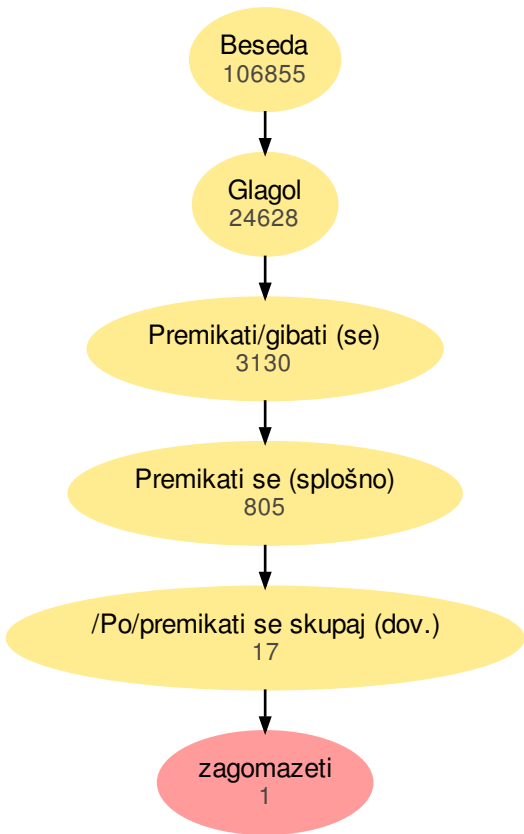 Beseda
106855
Glagol
24628
Premikati/gibati (se)
3130
Premikati se (splošno)
805
/Po/premikati se skupaj (dov.)
17
zagomazeti
1